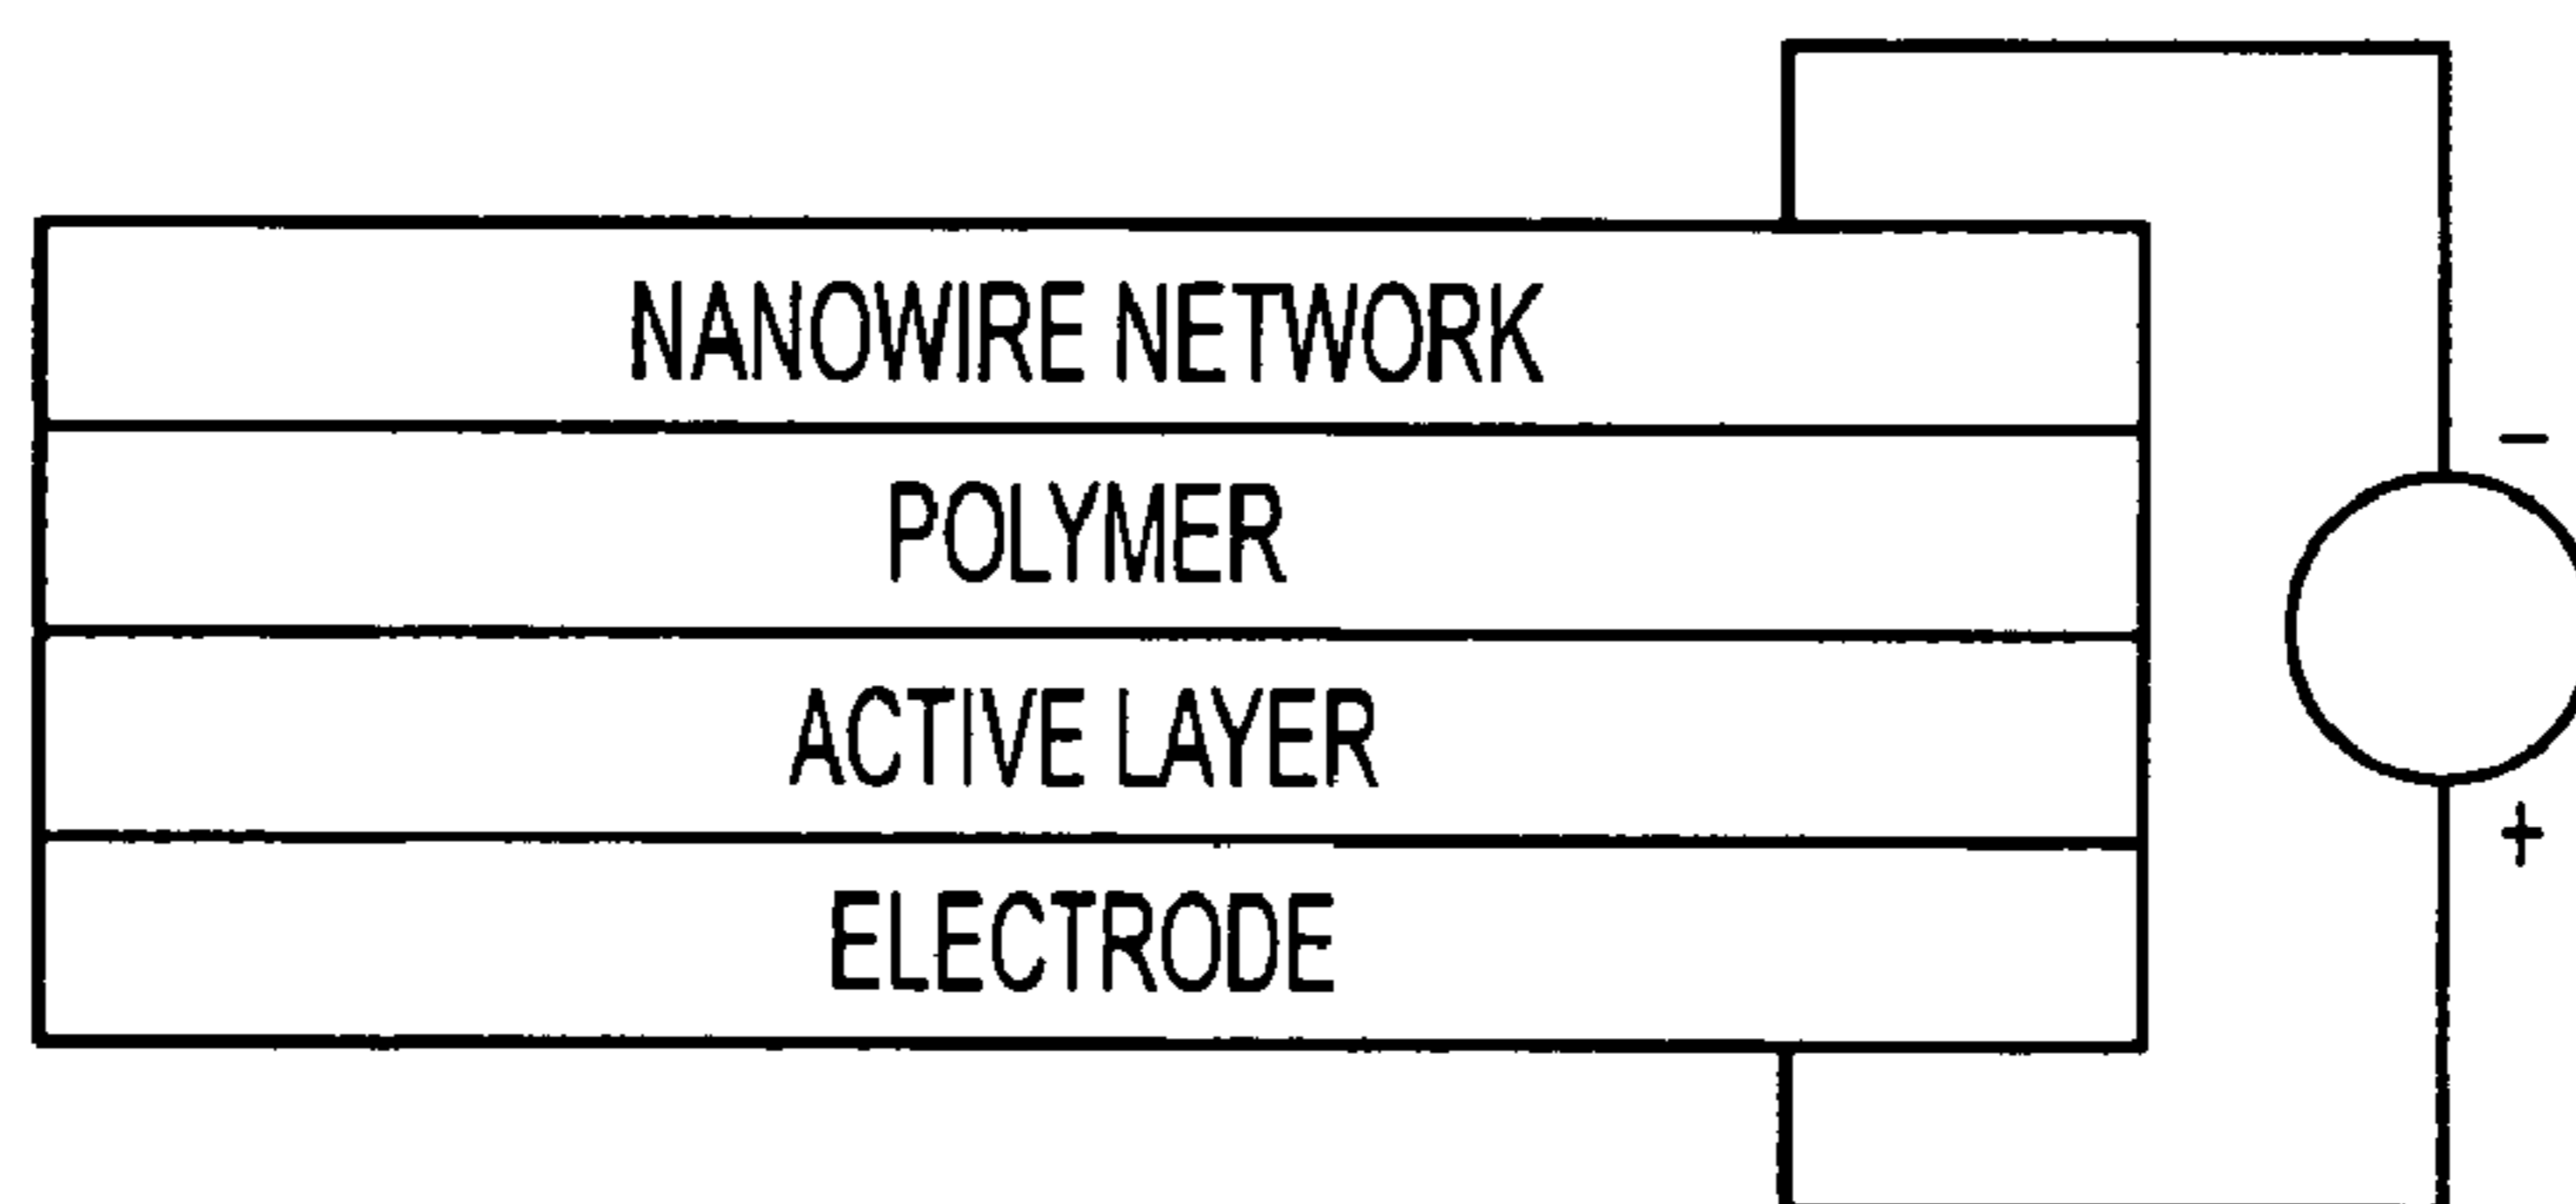 NANOWIRE NETWORK
−
POLYMER
ACTIVE LAYER
+
ELECTRODE